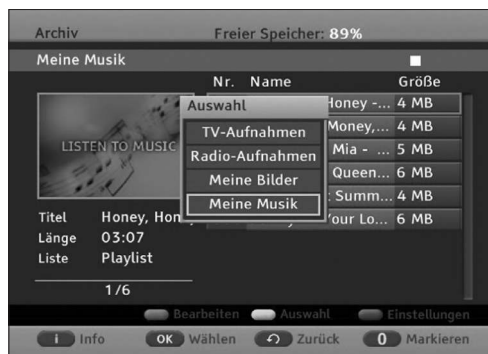 Archiv Freier Speicher: 89%
Meine Musik
Nr. Name Größe
Auswahl
TV-Aufnahmen
Radio-Aufnahmen
Meine Bilder
Meine Musik
Honey -... 4 MB
Money,... 4 MB
Mia - ... 5 MB
Queen... 6 MB
Summ... 4 MB
Your Lo... 6 MB
LISTEN TO MUSIC
Titel Honey, Hon
Länge 03:07
Liste Playlist
1/6
Bearbeiten Auswahl Einstellungen
i Info OK Wählen Zurück 0 Markieren